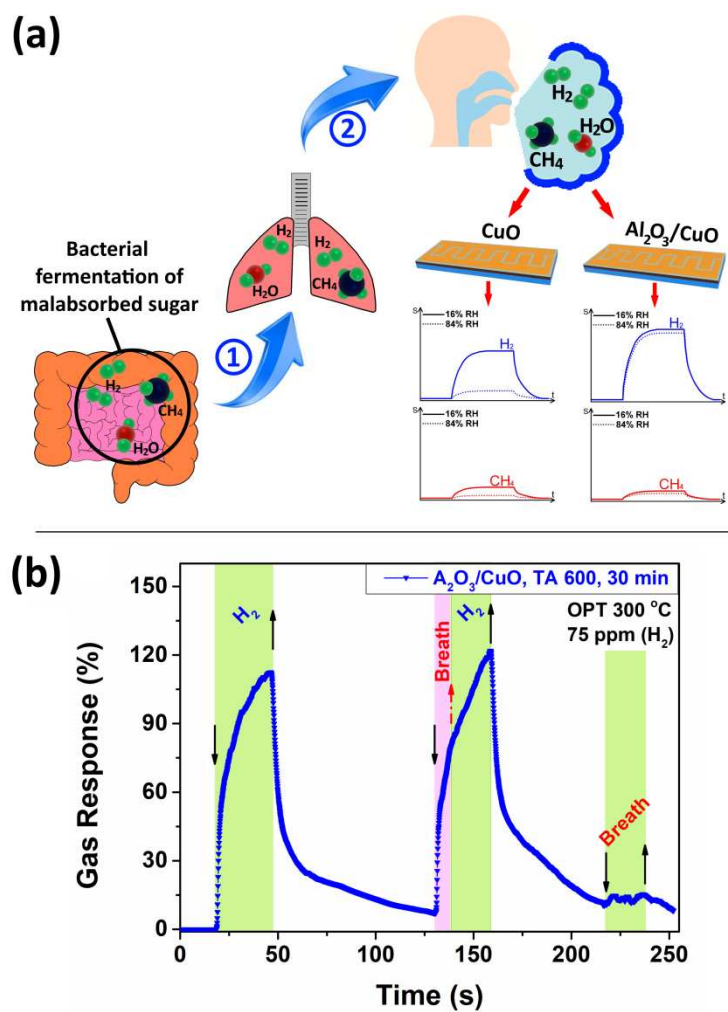 (a)
②
H₂
H₂O
CH₄
CuO
Al₂O₃/CuO
H₂
H₂
H₂O
CH₄
Bacterial
fermentation of
malabsorbed sugar
①
H₂
CH₄
H₂O
S
16% RH
84% RH
H₂
t
S
16% RH
84% RH
H₂
t
S
16% RH
84% RH
CH₄
t
S
16% RH
84% RH
CH₄
t
(b)
160
120
90
60
30
0
Gas Response (%)
A₂O₃/CuO, TA 600, 30 min
OPT 300 °C
75 ppm (H₂)
H₂
Breath
H₂
Breath
0
50
100
150
200
250
Time (s)